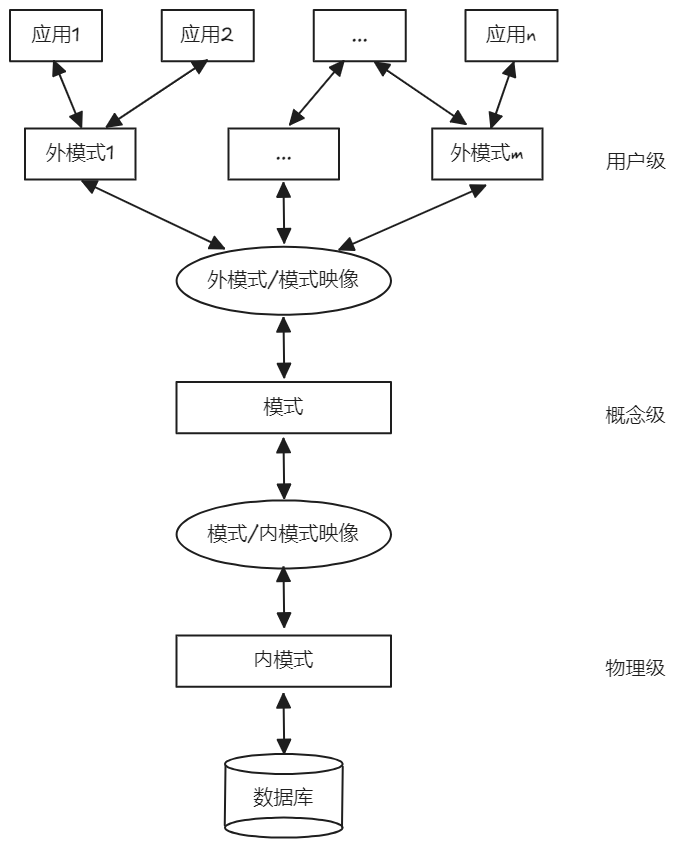 应用1
应用2
...
应用n
外模式1
...
外模式m
用户级
外模式/模式映像
模式
概念级
模式/内模式映像
内模式
物理级
数据库